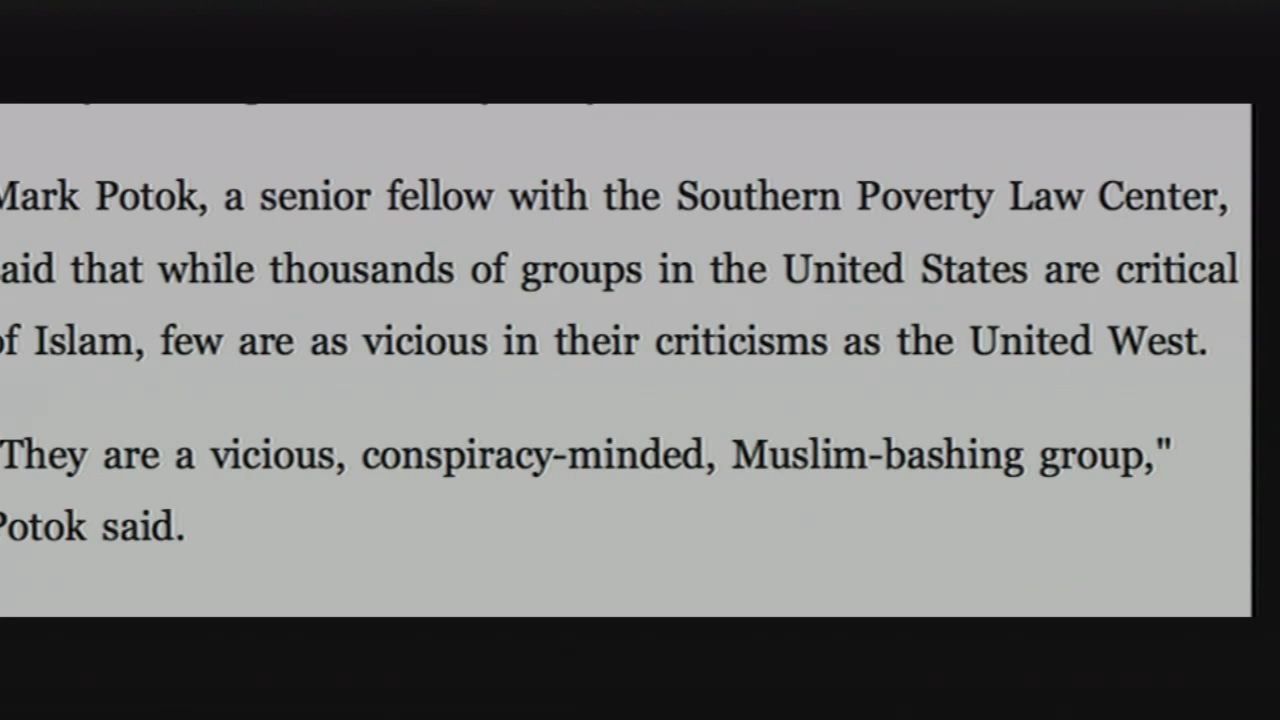 Mark Potok, a senior fellow with the Southern Poverty Law Center,
aid that while thousands of groups in the United States are critical
of Islam, few are as vicious in their criticisms as the United West.
They are a vicious, conspiracy-minded, Muslim-bashing group,"
Potok said.